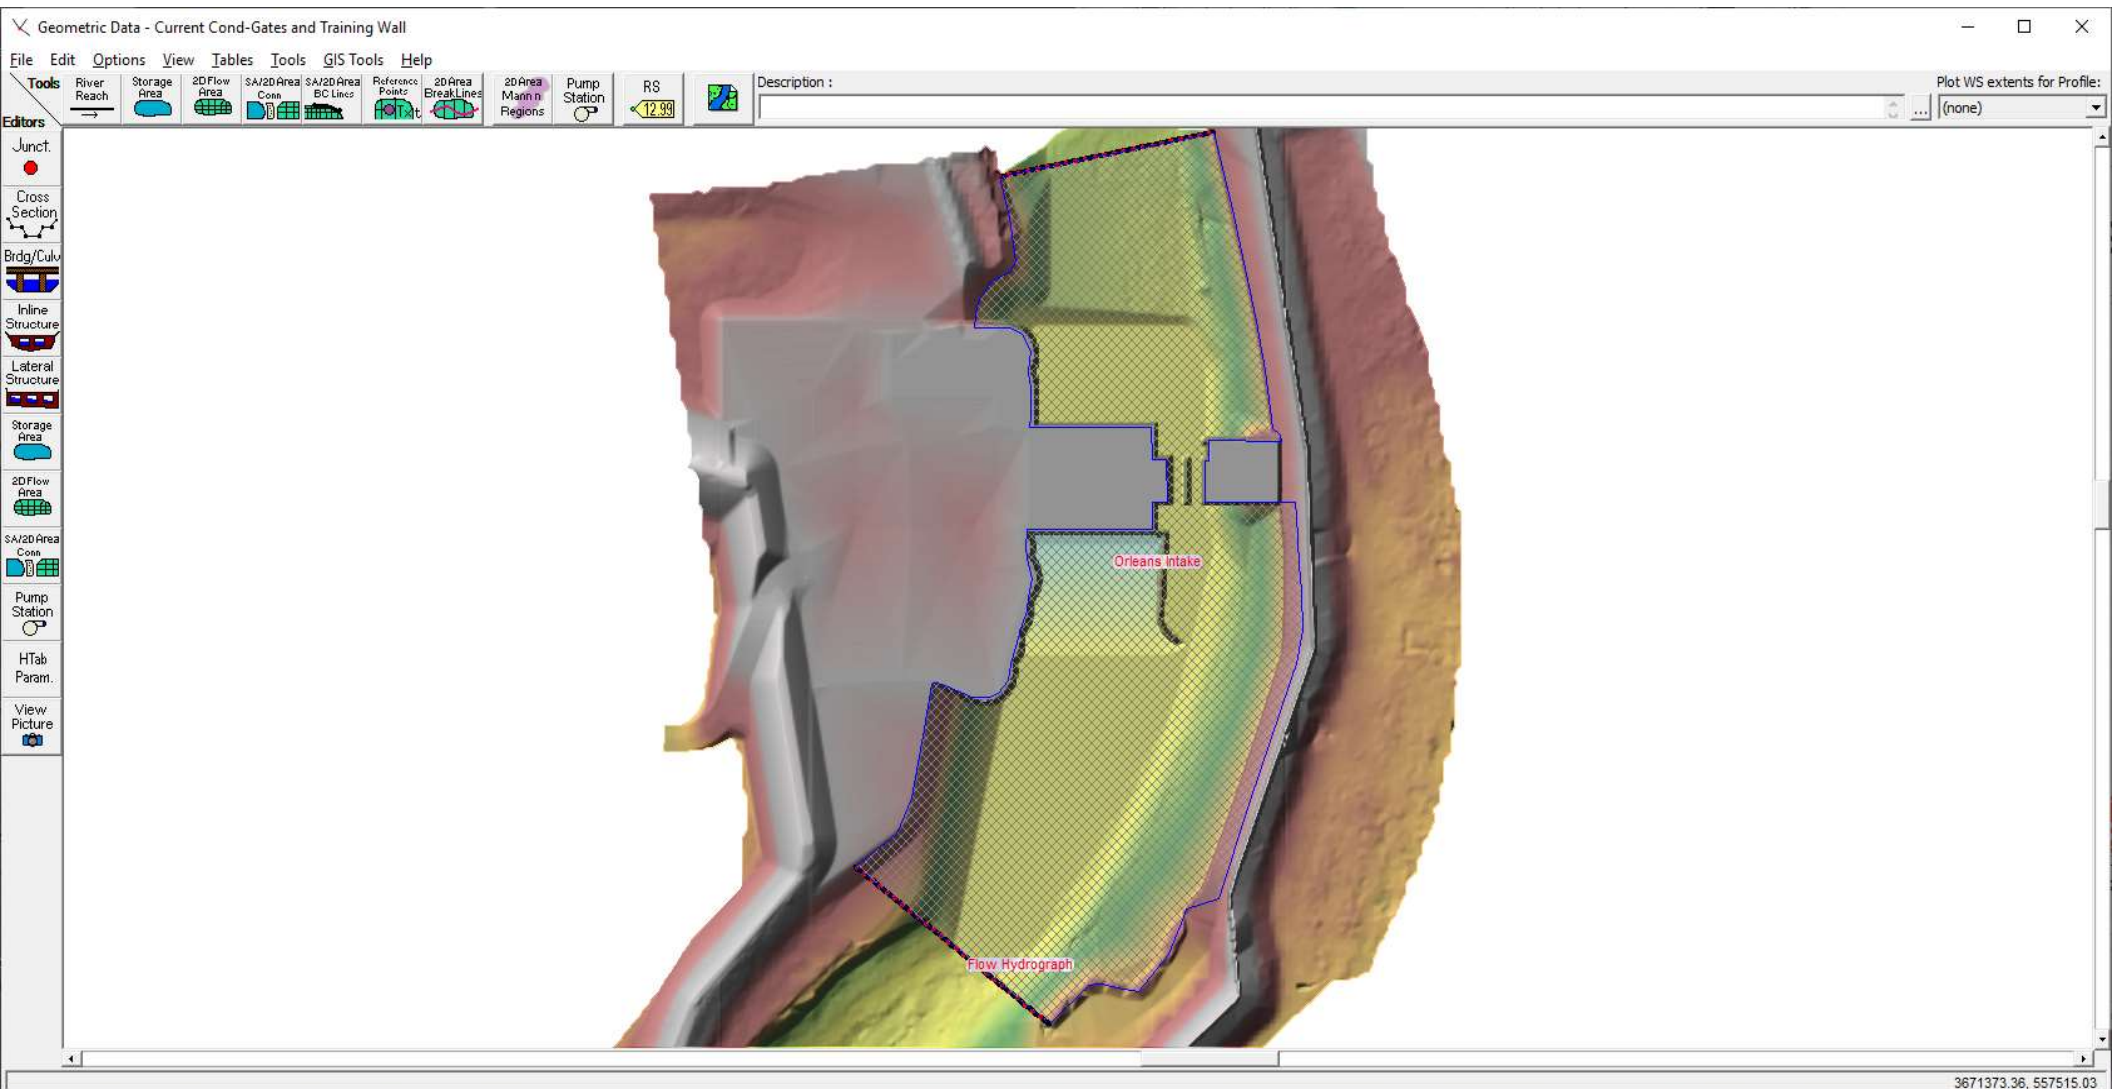 Geometric Data - Current Cond-Gates and Training Wall
File Edit Options View Tables Tools GIS Tools Help
Tools
Editors
River
Reach
Storage
Area
2D Flow
Area
SA/2D Area
Conn
SA/2D Area
BC Lines
Reference
Points
Txt
2D Area
BreakLines
2D Area
Mann n
Regions
Pump
Station
RS
12.99
Description :
...
Plot WS extents for Profile:
(none)
Junct.
Cross
Section
Brdg/Culv
Inline
Structure
Lateral
Structure
Storage
Area
2D Flow
Area
SA/2D Area
Conn
Pump
Station
HTab
Param.
View
Picture
Orleans Intake
Flow Hydrograph
3671373.36, 557515.03